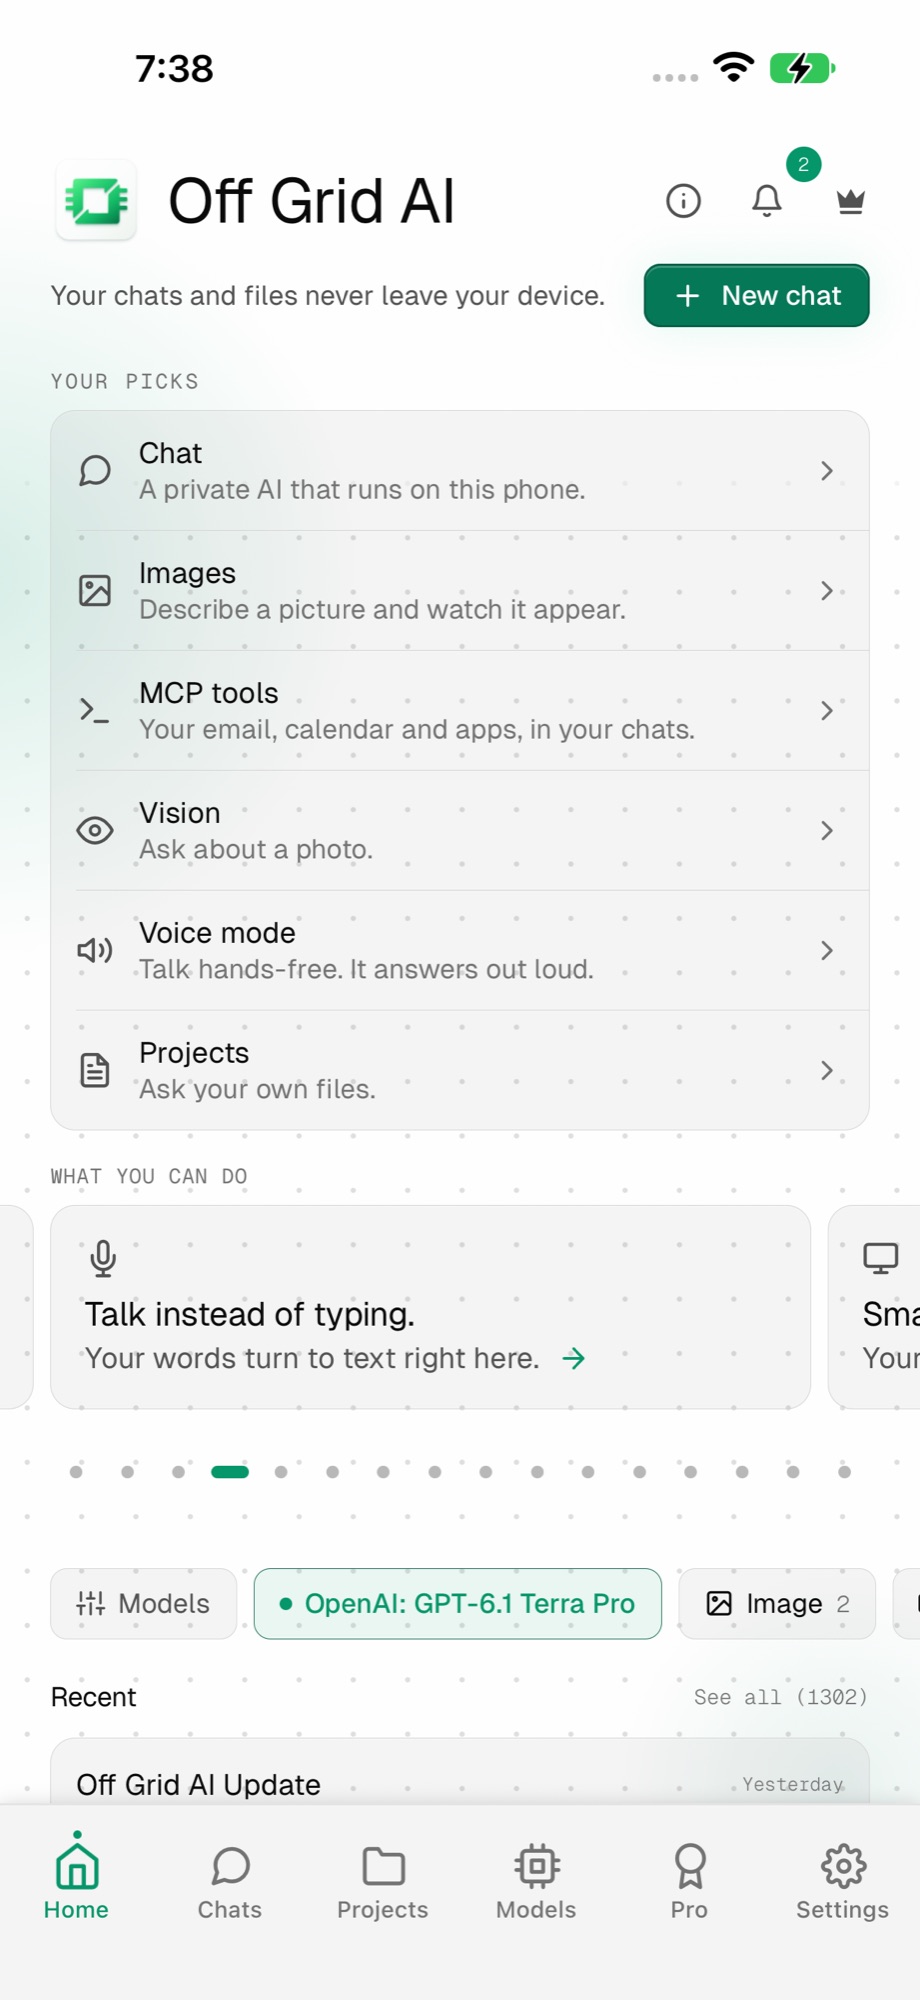 7:38
Off Grid AI
2
Your chats and files never leave your device.
New chat
YOUR PICKS
Chat
A private AI that runs on this phone.
Images
Describe a picture and watch it appear.
MCP tools
Your email, calendar and apps, in your chats.
Vision
Ask about a photo.
Voice mode
Talk hands-free. It answers out loud.
Projects
Ask your own files.
WHAT YOU CAN DO
Talk instead of typing.
Your words turn to text right here.
Sma
Your
Models
OpenAI: GPT-6.1 Terra Pro
Image 2
Recent
See all (1302)
Off Grid AI Update
Yesterday
Home
Chats
Projects
Models
Pro
Settings